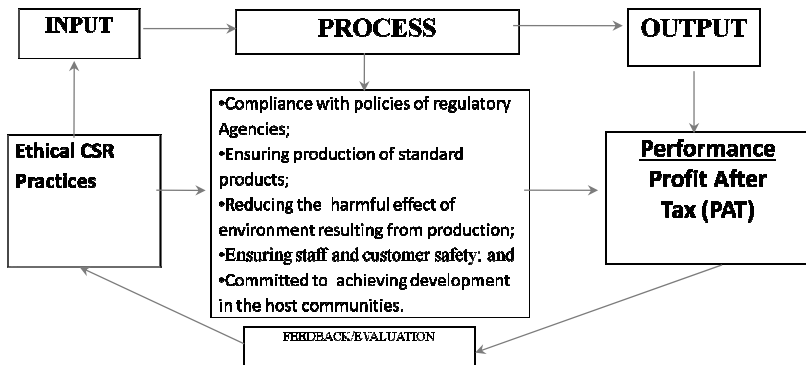 INPUT
PROCESS
OUTPUT
Ethical CSR
Practices
•Compliance with policies of regulatory
Agencies;
•Ensuring production of standard
products;
•Reducing the harmful effect of
environment resulting from production;
•Ensuring staff and customer safety; and
•Committed to achieving development
in the host communities.
Performance
Profit After
Tax (PAT)
FEEDBACK/EVALUATION